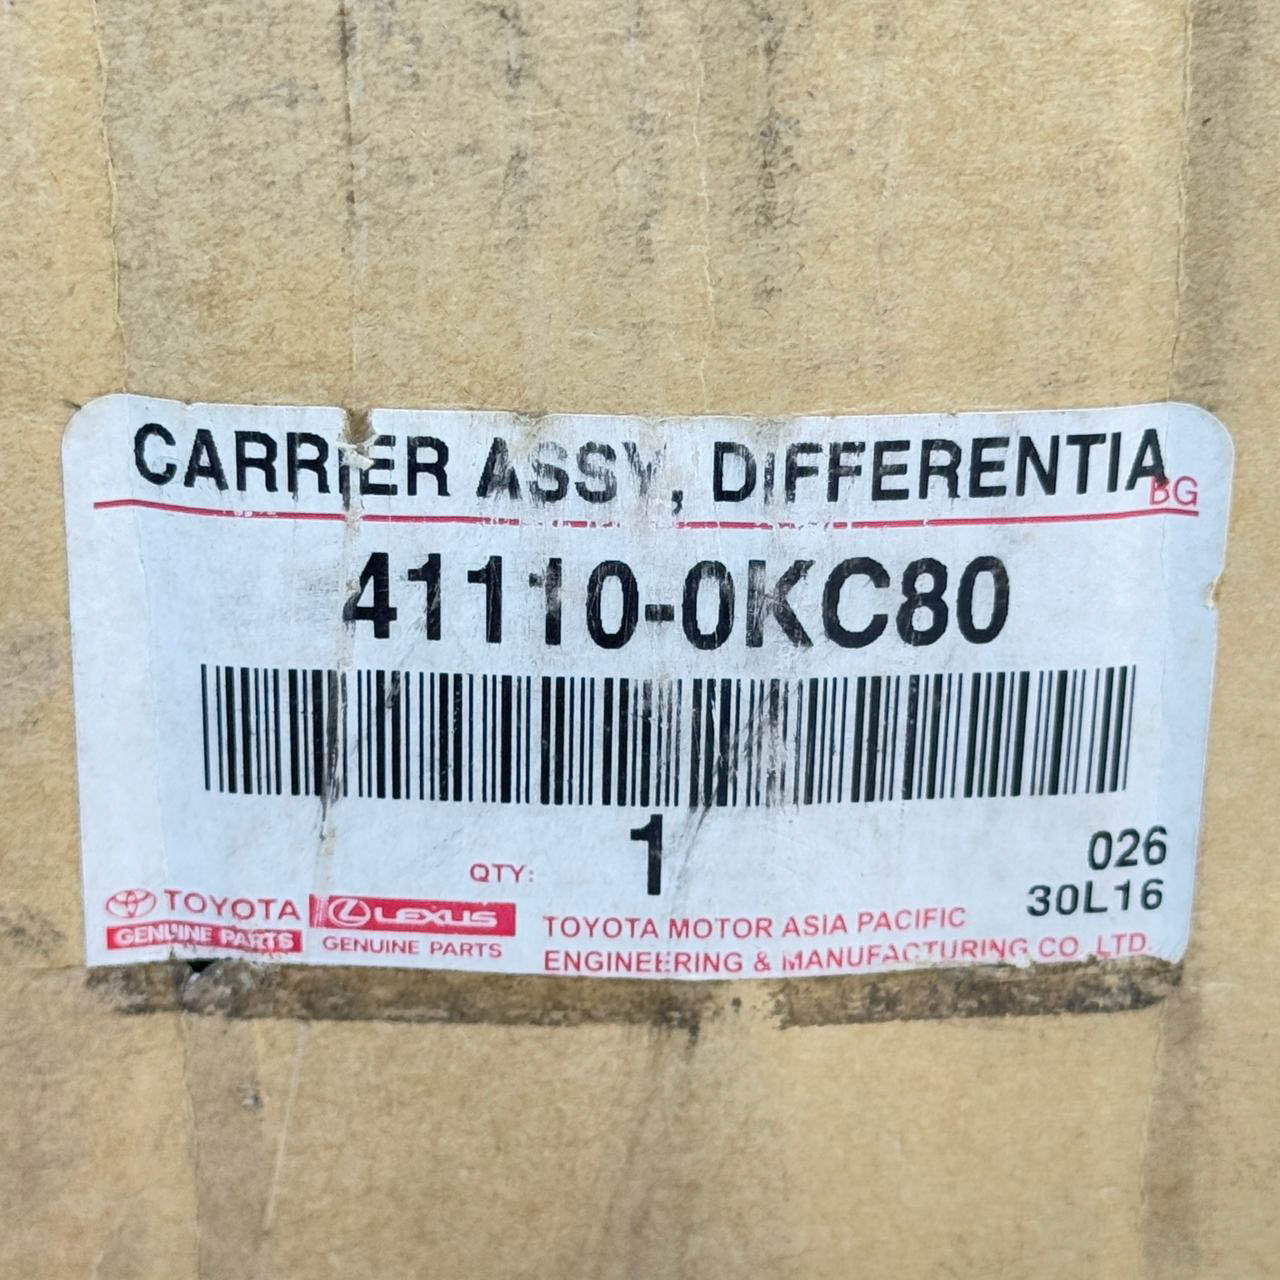 CARRIER ASSY, DIFFERENTIA
BG
41110-0KC80
QTY: 1
026
30L16
TOYOTA
GENUINE PARTS
LEXUS
GENUINE PARTS
TOYOTA MOTOR ASIA PACIFIC
ENGINEERING & MANUFACTURING CO.,LTD.